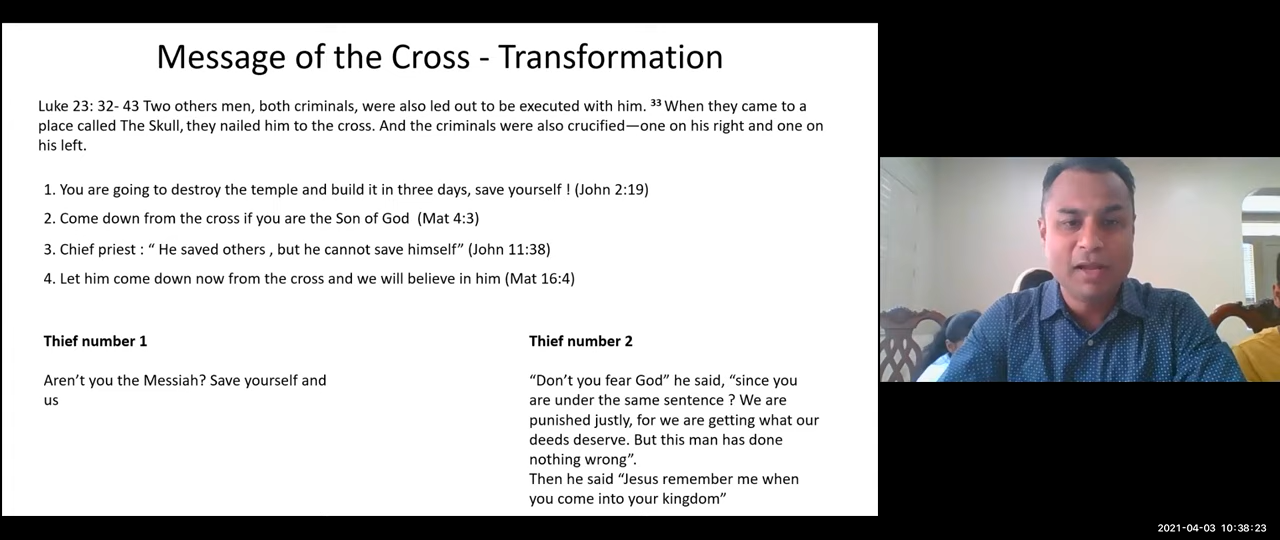 Message of the Cross - Transformation
Luke 23: 32- 43 Two others men, both criminals, were also led out to be executed with him. ³³ When they came to a
place called The Skull, they nailed him to the cross. And the criminals were also crucified—one on his right and one on
his left.
1. You are going to destroy the temple and build it in three days, save yourself ! (John 2:19)
2. Come down from the cross if you are the Son of God  (Mat 4:3)
3. Chief priest : “ He saved others , but he cannot save himself” (John 11:38)
4. Let him come down now from the cross and we will believe in him (Mat 16:4)
Thief number 1
Aren’t you the Messiah? Save yourself and
us
Thief number 2
“Don’t you fear God” he said, “since you
are under the same sentence ? We are
punished justly, for we are getting what our
deeds deserve. But this man has done
nothing wrong”.
Then he said “Jesus remember me when
you come into your kingdom”
2021-04-03 10:38:23